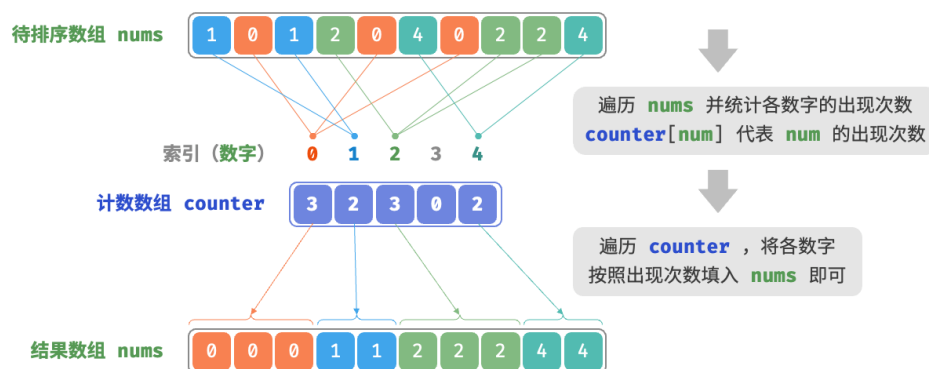 待排序数组 nums
1 0 1 2 0 4 0 2 2 4
遍历 nums 并统计各数字的出现次数
counter[num] 代表 num 的出现次数
索引（数字） 0 1 2 3 4
计数数组 counter
3 2 3 0 2
遍历 counter ，将各数字
按照出现次数填入 nums 即可
结果数组 nums
0 0 0 1 1 2 2 2 4 4